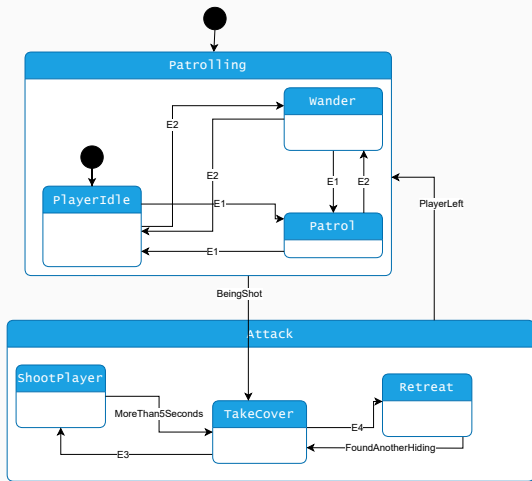 Patrolling
Wander
E2
E2
E1
E2
PlayerIdle
E1
Patrol
E1
PlayerLeft
BeingShot
Attack
ShootPlayer
Retreat
MoreThan5Seconds
TakeCover
E4
FoundAnotherHiding
E3